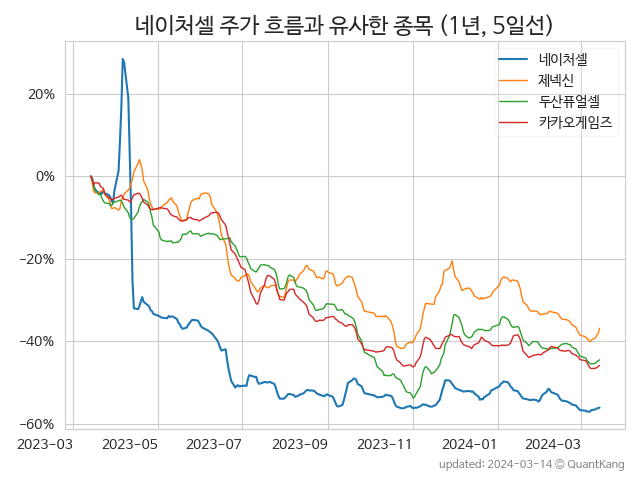 네이처셀 주가 흐름과 유사한 종목 (1년, 5일선)
네이처셀
제넥신
두산퓨얼셀
카카오게임즈
20%
0%
−20%
−40%
−60%
2023-03 2023-05 2023-07 2023-09 2023-11 2024-01 2024-03
updated: 2024-03-14 © QuantKang